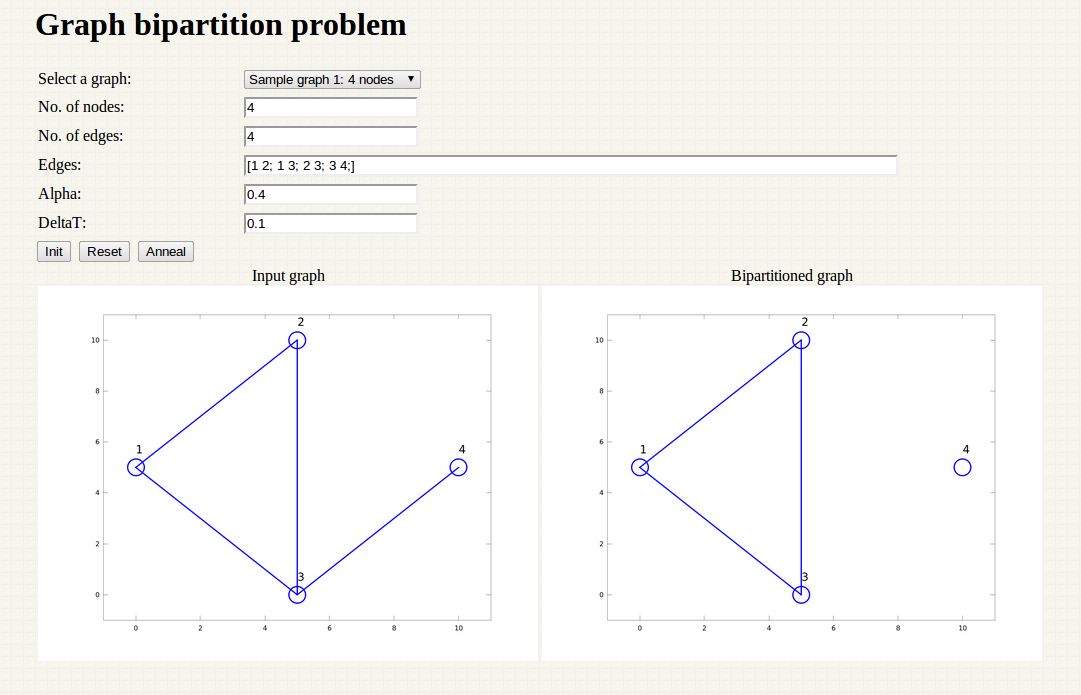 Graph bipartition problem
Select a graph: Sample graph 1: 4 nodes
No. of nodes: 4
No. of edges: 4
Edges: [1 2; 1 3; 2 3; 3 4;]
Alpha: 0.4
DeltaT: 0.1
Init Reset Anneal
Input graph
2
10
8
6
1
4
4
2
3
0
0 2 4 6 8 10
Bipartitioned graph
2
10
8
6
1
4
4
2
3
0
0 2 4 6 8 10